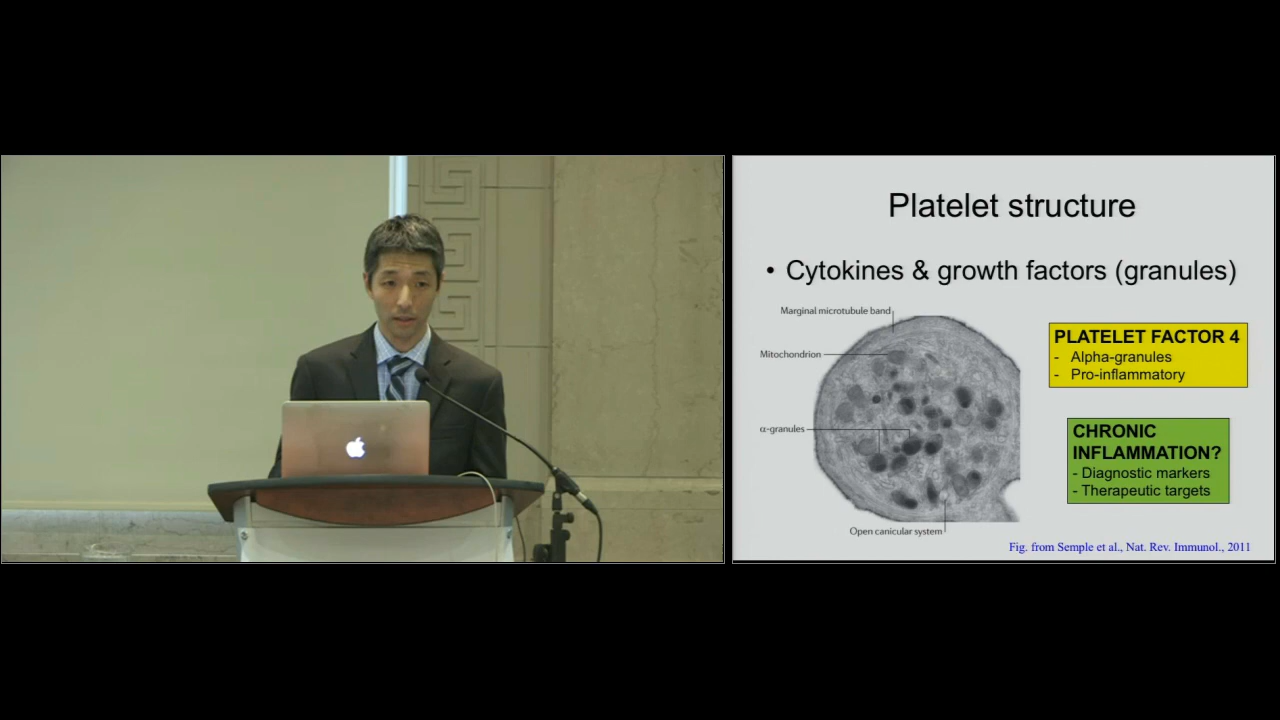 Platelet structure
• Cytokines & growth factors (granules)
Marginal microtubule band
Mitochondrion
α-granules
Open canicular system
PLATELET FACTOR 4
- Alpha-granules
- Pro-inflammatory
CHRONIC
INFLAMMATION?
- Diagnostic markers
- Therapeutic targets
Fig. from Semple et al., Nat. Rev. Immunol., 2011